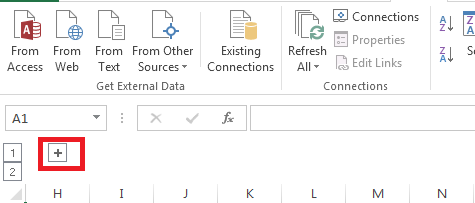 From Access
From Web
From Text
From Other Sources
Existing Connections
Refresh All
Connections
Properties
Edit Links
A Z
Z A
Z A
Get External Data
Connections
A1
fx
1
+
2
H I J K L M N